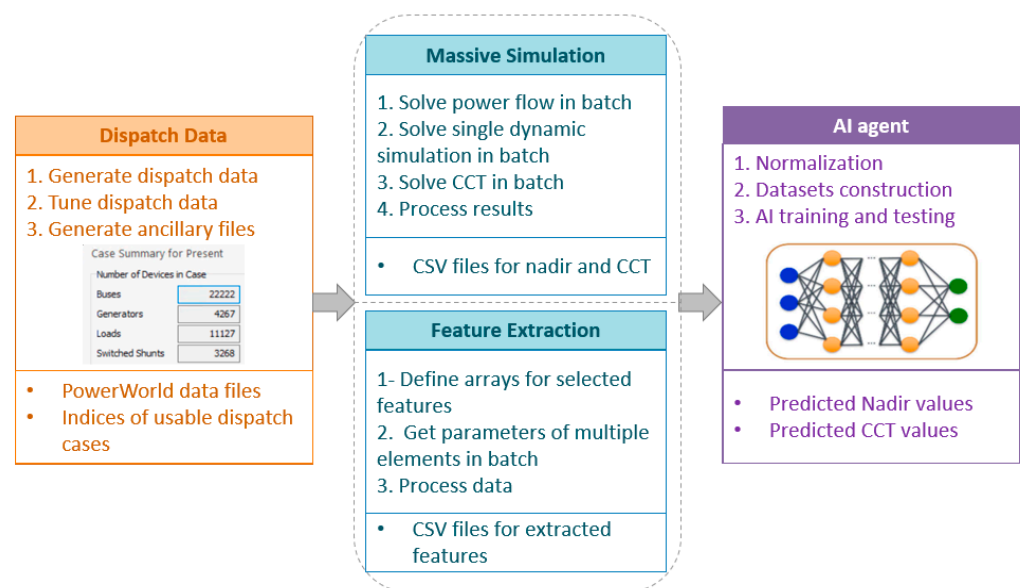 Dispatch Data
1. Generate dispatch data
2. Tune dispatch data
3. Generate ancillary files
Case Summary for Present
Number of Devices in Case
Buses 22222
Generators 4267
Loads 11127
Switched Shunts 3268
• PowerWorld data files
• Indices of usable dispatch
cases
Massive Simulation
1. Solve power flow in batch
2. Solve single dynamic
simulation in batch
3. Solve CCT in batch
4. Process results
• CSV files for nadir and CCT
Feature Extraction
1- Define arrays for selected
features
2. Get parameters of multiple
elements in batch
3. Process data
• CSV files for extracted
features
AI agent
1. Normalization
2. Datasets construction
3. AI training and testing
...
...
...
• Predicted Nadir values
• Predicted CCT values